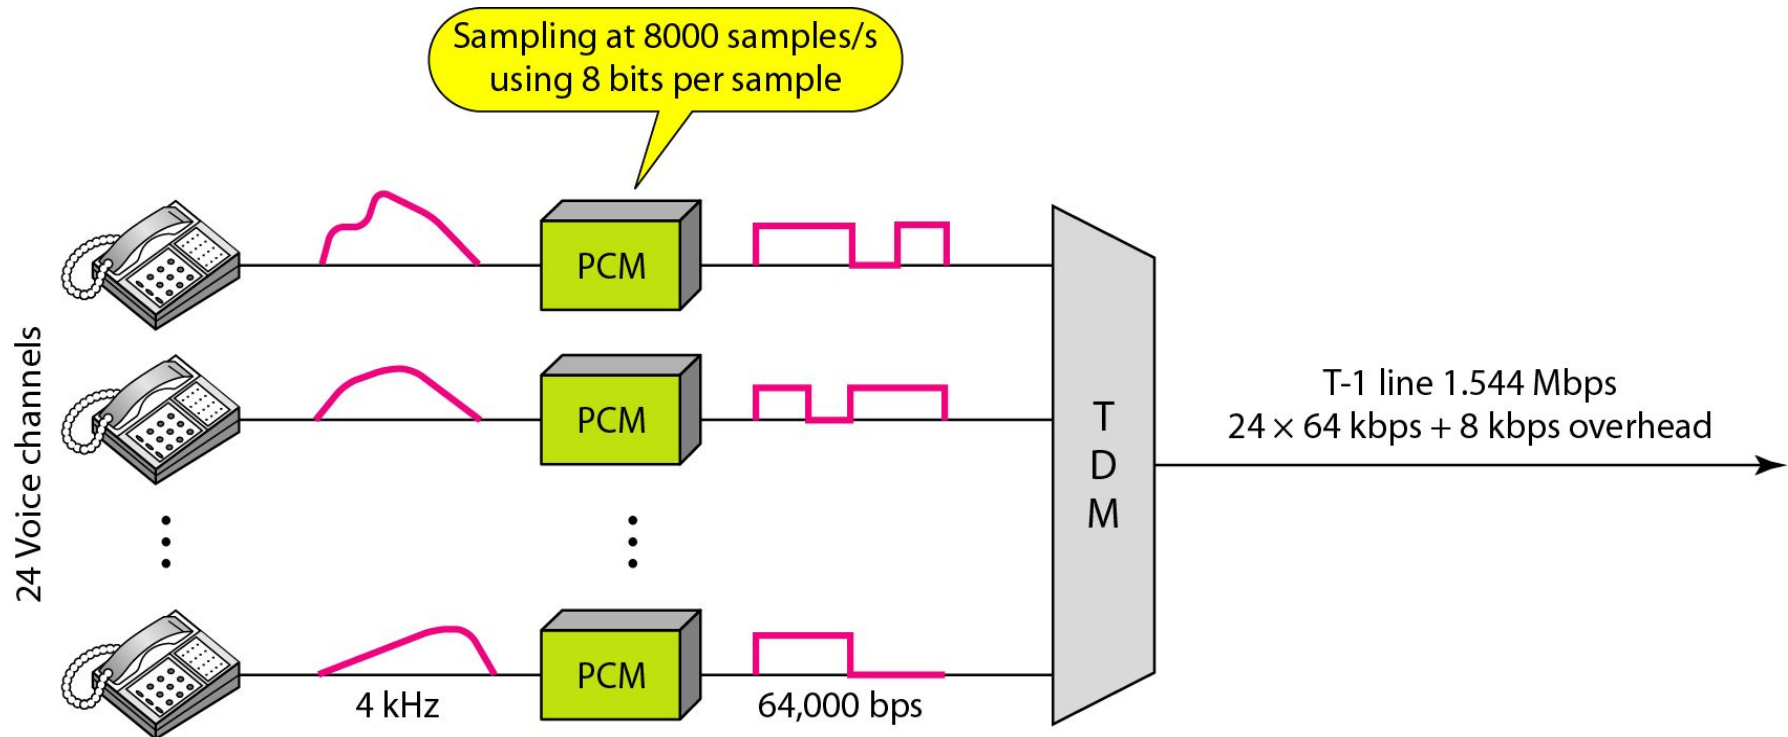 Sampling at 8000 samples/s
using 8 bits per sample
24 Voice channels
PCM
PCM
PCM
4 kHz
64,000 bps
T
D
M
T-1 line 1.544 Mbps
24 × 64 kbps + 8 kbps overhead